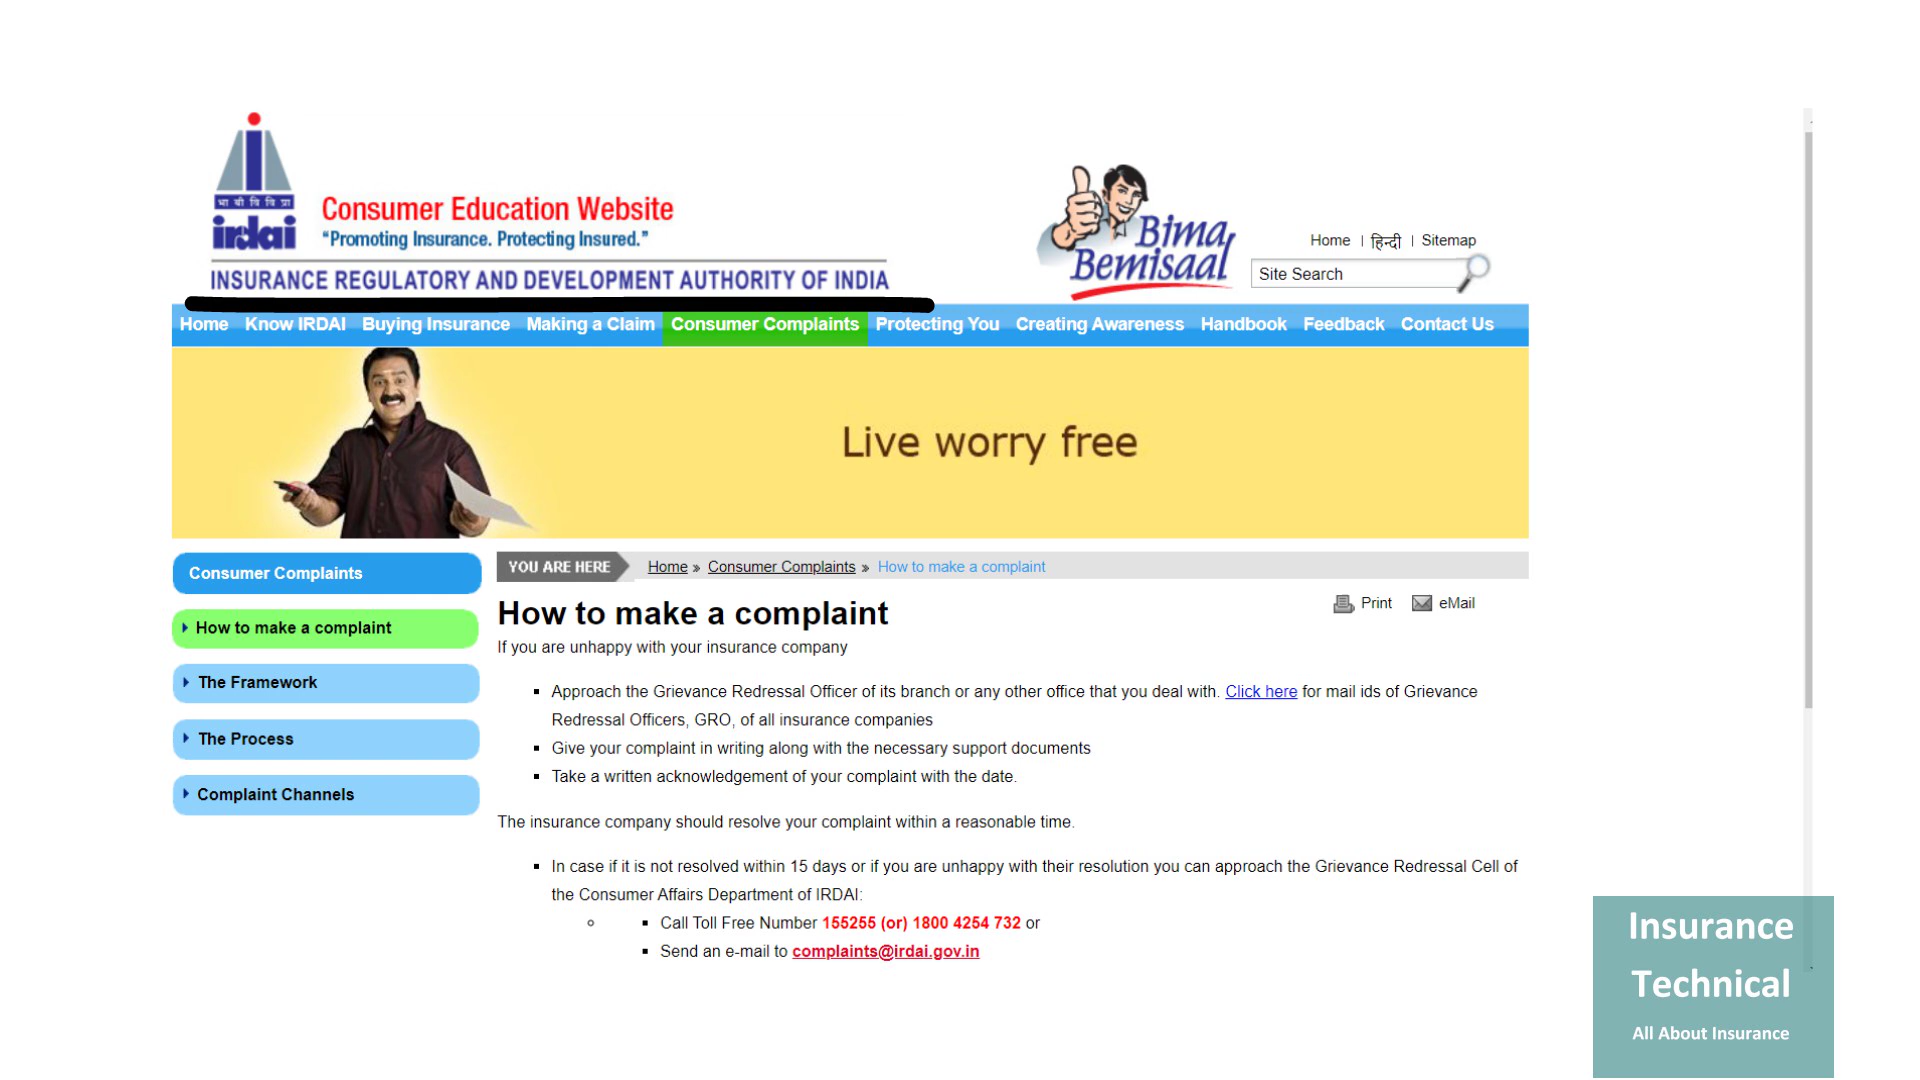 भा बी वि वि प्रा
irdai
Consumer Education Website
“Promoting Insurance. Protecting Insured.”
INSURANCE REGULATORY AND DEVELOPMENT AUTHORITY OF INDIA
Bima
Bemisaal
Home | हिन्दी | Sitemap
Site Search
Home Know IRDAI Buying Insurance Making a Claim Consumer Complaints Protecting You Creating Awareness Handbook Feedback Contact Us
Live worry free
Consumer Complaints
How to make a complaint
The Framework
The Process
Complaint Channels
YOU ARE HERE Home » Consumer Complaints » How to make a complaint
How to make a complaint
Print eMail
If you are unhappy with your insurance company
Approach the Grievance Redressal Officer of its branch or any other office that you deal with. Click here for mail ids of Grievance
Redressal Officers, GRO, of all insurance companies
Give your complaint in writing along with the necessary support documents
Take a written acknowledgement of your complaint with the date.
The insurance company should resolve your complaint within a reasonable time.
In case if it is not resolved within 15 days or if you are unhappy with their resolution you can approach the Grievance Redressal Cell of
the Consumer Affairs Department of IRDAI:
Call Toll Free Number 155255 (or) 1800 4254 732 or
Send an e-mail to complaints@irdai.gov.in
Insurance
Technical
All About Insurance